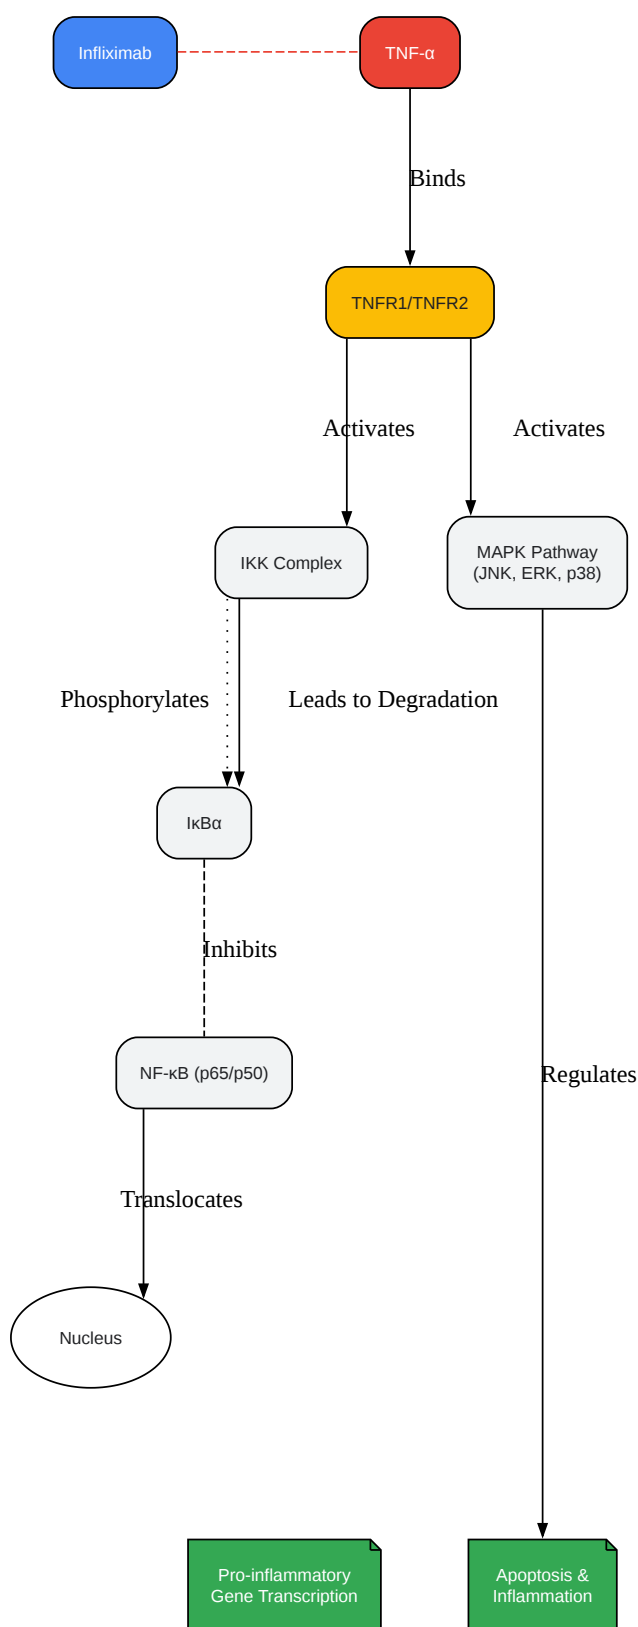 Infliximab
TNF-α
Binds
TNFR1/TNFR2
Activates
Activates
IKK Complex
MAPK Pathway
(JNK, ERK, p38)
Phosphorylates
Leads to Degradation
IκBα
Inhibits
NF-κB (p65/p50)
Regulates
Translocates
Nucleus
Pro-inflammatory
Gene Transcription
Apoptosis &
Inflammation